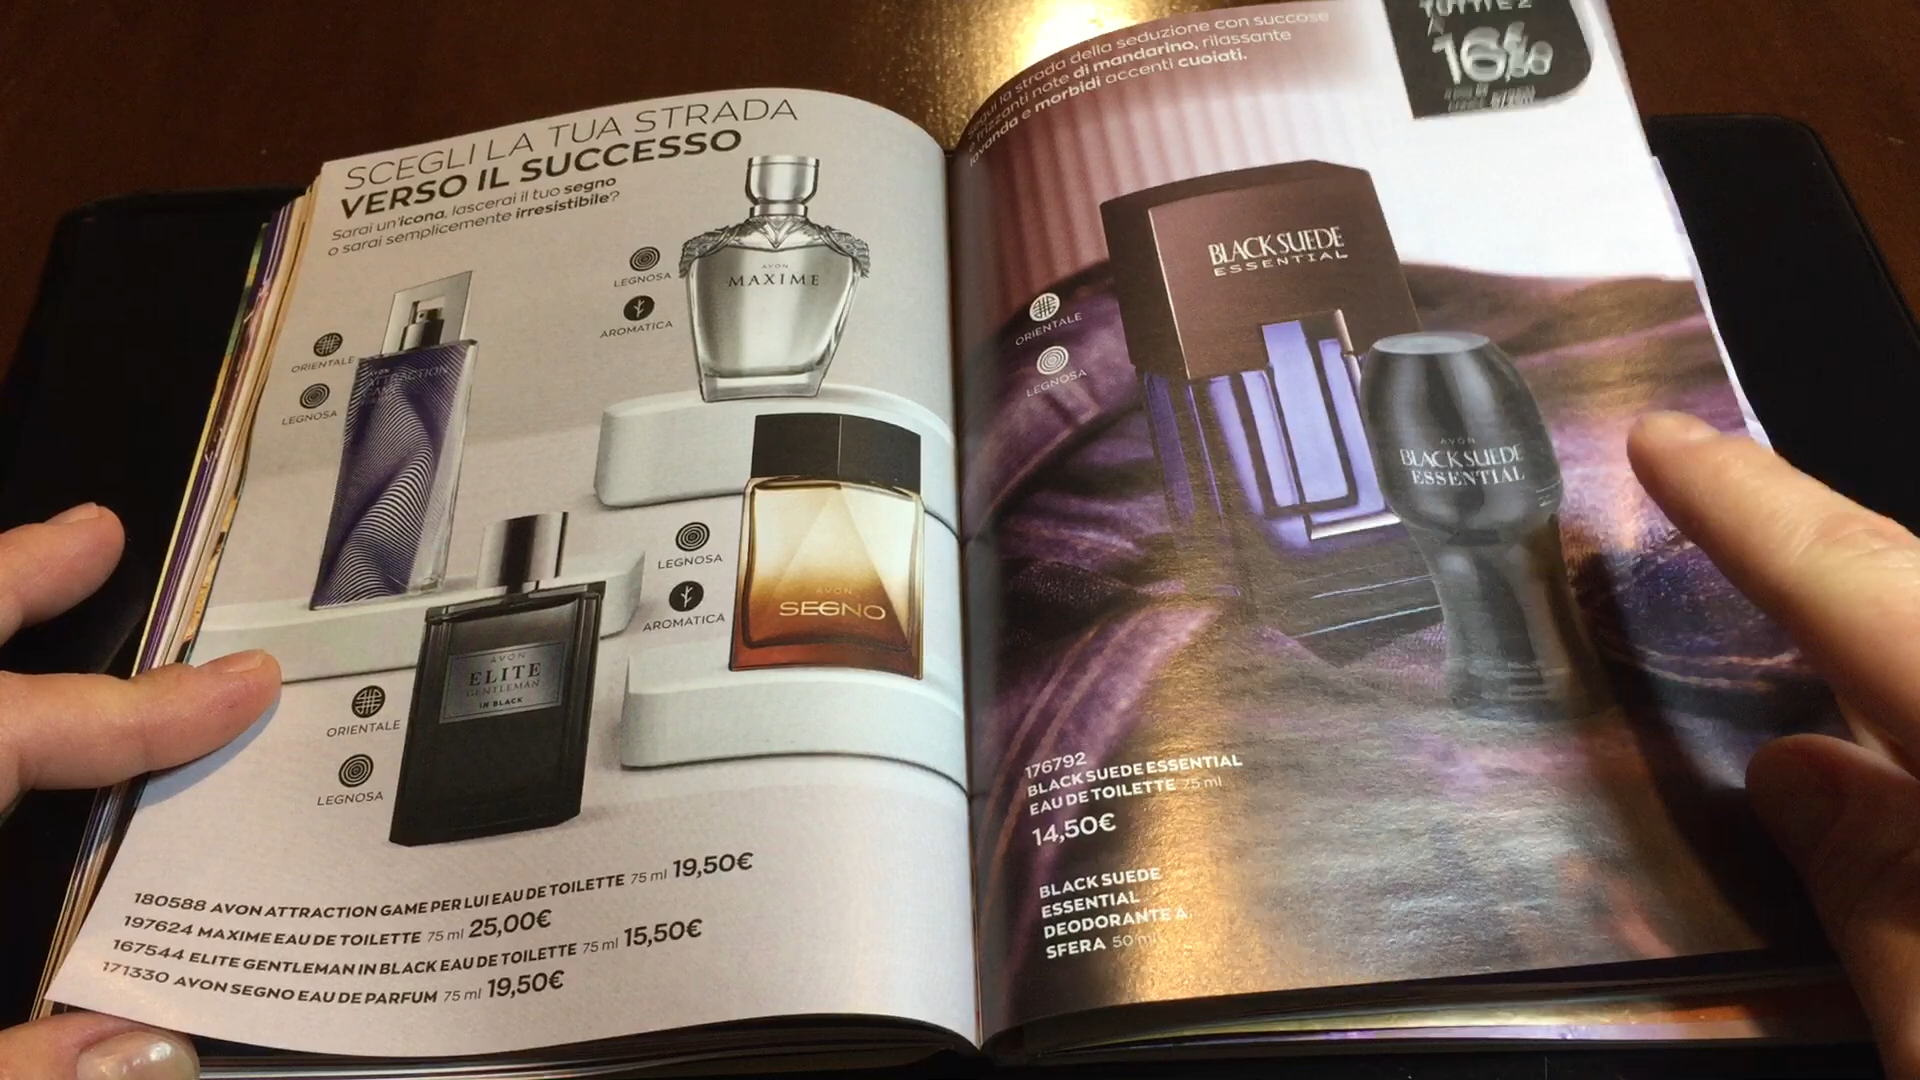 SCEGLI LA TUA STRADA
VERSO IL SUCCESSO
Sarai un'icona, lascerai il tuo segno
o sarai semplicemente irresistibile?
LEGNOSA
AROMATICA
AVON
MAXIME
ORIENTALE
LEGNOSA
AVON
ATTRACTION
GAME
LEGNOSA
AROMATICA
AVON
SEGNO
ORIENTALE
LEGNOSA
AVON
ELITE
GENTLEMAN
IN BLACK
180588 AVON ATTRACTION GAME PER LUI EAU DE TOILETTE 75 ml 19,50€
197624 MAXIME EAU DE TOILETTE 75 ml 25,00€
167544 ELITE GENTLEMAN IN BLACK EAU DE TOILETTE 75 ml 15,50€
171330 AVON SEGNO EAU DE PARFUM 75 ml 19,50€
la strada della seduzione con succose
e frizzanti note di mandarino, rilassante
lavanda e morbidi accenti cuoiati.
TUTTI E 2
A
BLACK SUEDE
ESSENTIAL
ORIENTALE
LEGNOSA
AVON
BLACK SUEDE
ESSENTIAL
176792
BLACK SUEDE ESSENTIAL
EAU DE TOILETTE 75 ml
14,50€
BLACK SUEDE
ESSENTIAL
DEODORANTE A
SFERA 50 ml